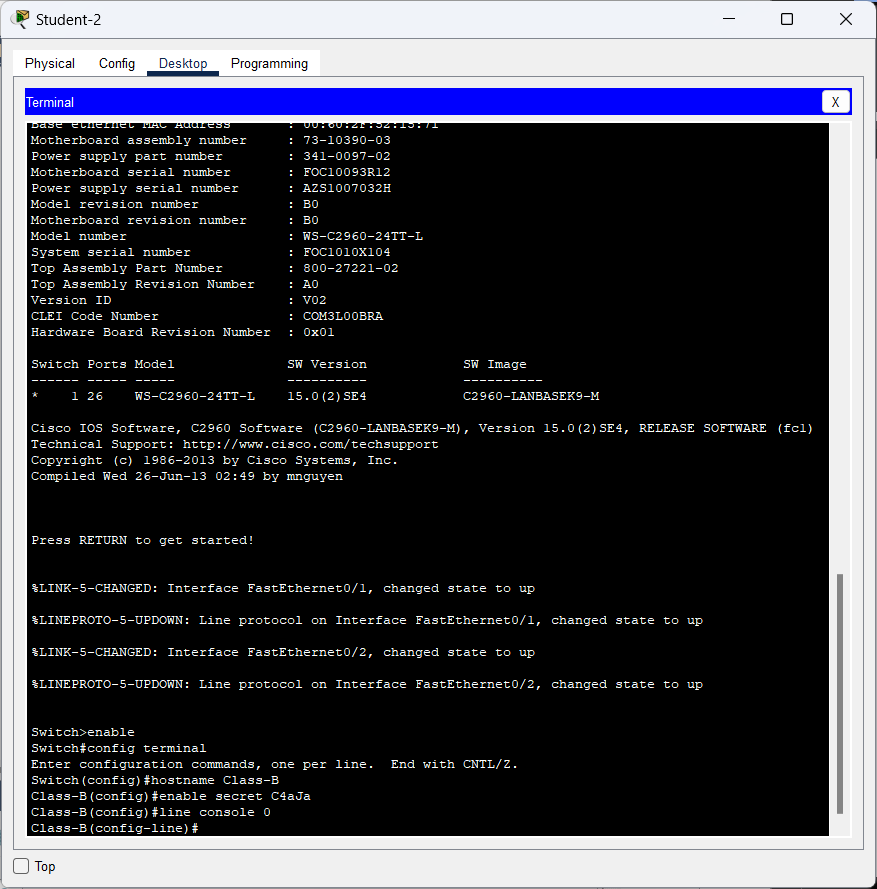 Student-2
Physical Config Desktop Programming
Terminal
X
Base ethernet MAC Address : 00:60:2F:52:15:71
Motherboard assembly number : 73-10390-03
Power supply part number : 341-0097-02
Motherboard serial number : FOC10093R12
Power supply serial number : AZS1007032H
Model revision number : B0
Motherboard revision number : B0
Model number : WS-C2960-24TT-L
System serial number : FOC1010X104
Top Assembly Part Number : 800-27221-02
Top Assembly Revision Number : A0
Version ID : V02
CLEI Code Number : COM3L00BRA
Hardware Board Revision Number : 0x01
Switch Ports Model SW Version SW Image
------ ----- ----- ---------- ----------
* 1 26 WS-C2960-24TT-L 15.0(2)SE4 C2960-LANBASEK9-M
Cisco IOS Software, C2960 Software (C2960-LANBASEK9-M), Version 15.0(2)SE4, RELEASE SOFTWARE (fc1)
Technical Support: http://www.cisco.com/techsupport
Copyright (c) 1986-2013 by Cisco Systems, Inc.
Compiled Wed 26-Jun-13 02:49 by mnguyen
Press RETURN to get started!
%LINK-5-CHANGED: Interface FastEthernet0/1, changed state to up
%LINEPROTO-5-UPDOWN: Line protocol on Interface FastEthernet0/1, changed state to up
%LINK-5-CHANGED: Interface FastEthernet0/2, changed state to up
%LINEPROTO-5-UPDOWN: Line protocol on Interface FastEthernet0/2, changed state to up
Switch>enable
Switch#config terminal
Enter configuration commands, one per line. End with CNTL/Z.
Switch(config)#hostname Class-B
Class-B(config)#enable secret C4aJa
Class-B(config)#line console 0
Class-B(config-line)#
Top